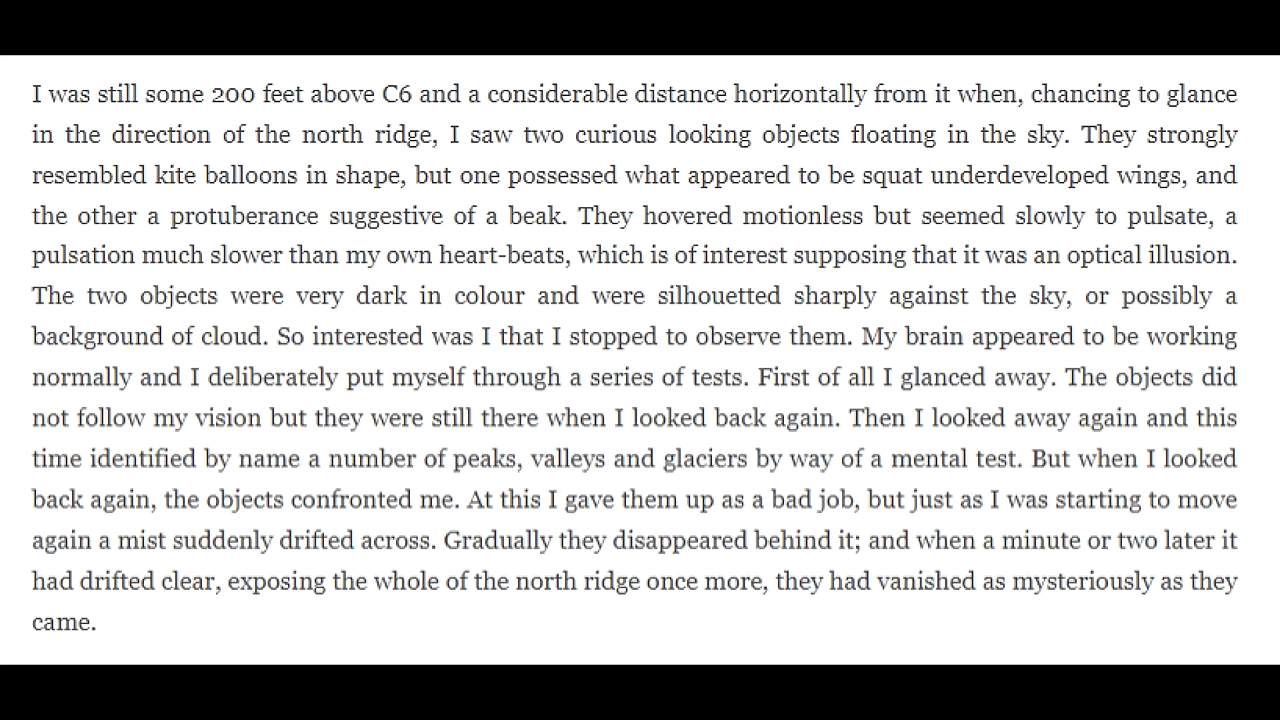 I was still some 200 feet above C6 and a considerable distance horizontally from it when, chancing to glance
in the direction of the north ridge, I saw two curious looking objects floating in the sky. They strongly
resembled kite balloons in shape, but one possessed what appeared to be squat underdeveloped wings, and
the other a protuberance suggestive of a beak. They hovered motionless but seemed slowly to pulsate, a
pulsation much slower than my own heart-beats, which is of interest supposing that it was an optical illusion.
The two objects were very dark in colour and were silhouetted sharply against the sky, or possibly a
background of cloud. So interested was I that I stopped to observe them. My brain appeared to be working
normally and I deliberately put myself through a series of tests. First of all I glanced away. The objects did
not follow my vision but they were still there when I looked back again. Then I looked away again and this
time identified by name a number of peaks, valleys and glaciers by way of a mental test. But when I looked
back again, the objects confronted me. At this I gave them up as a bad job, but just as I was starting to move
again a mist suddenly drifted across. Gradually they disappeared behind it; and when a minute or two later it
had drifted clear, exposing the whole of the north ridge once more, they had vanished as mysteriously as they
came.